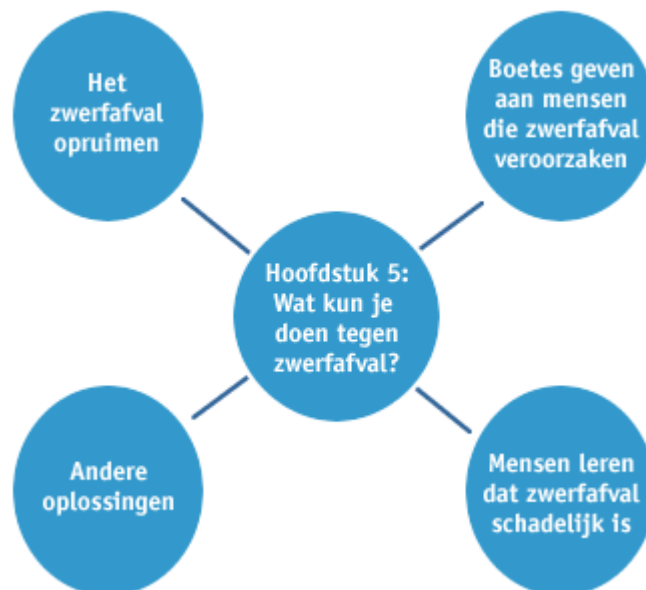 Het
zwerfafval
opruimen
Boetes geven
aan mensen
die zwerfafval
veroorzaken
Hoofdstuk 5:
Wat kun je
doen tegen
zwerfafval?
Andere
oplossingen
Mensen leren
dat zwerfafval
schadelijk is